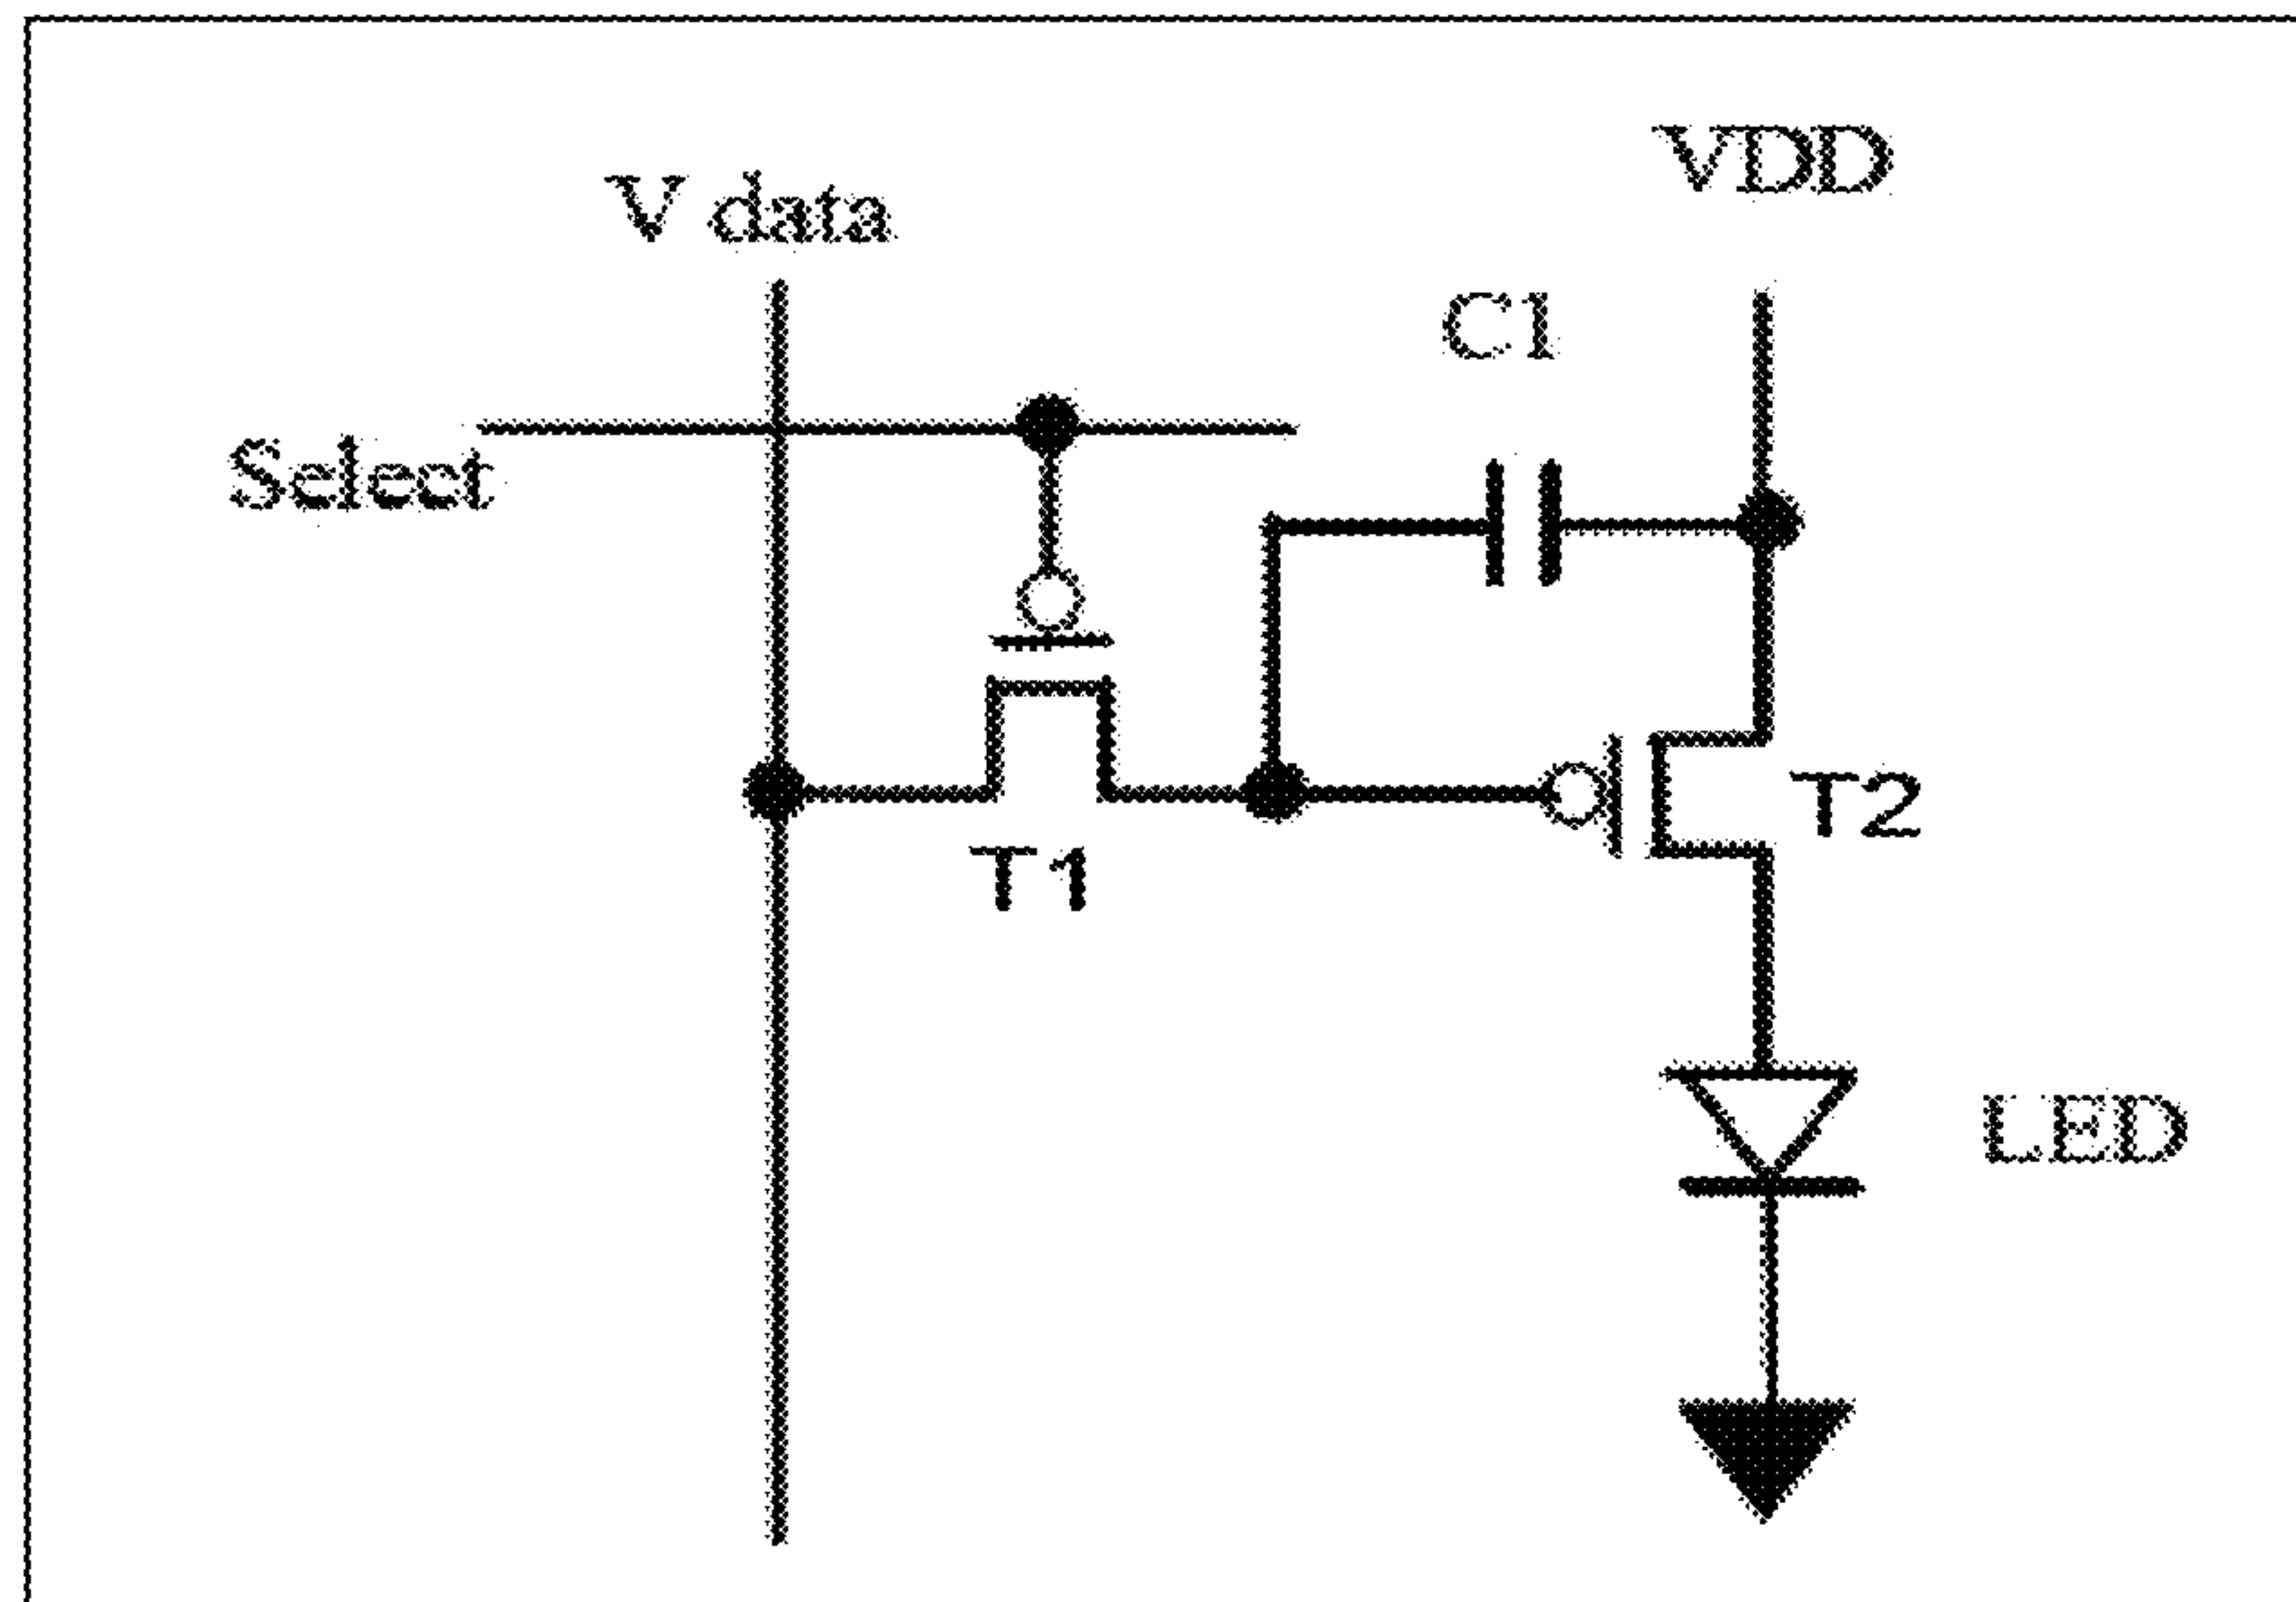 VDD
V data
C1
Select
T2
T1
LED